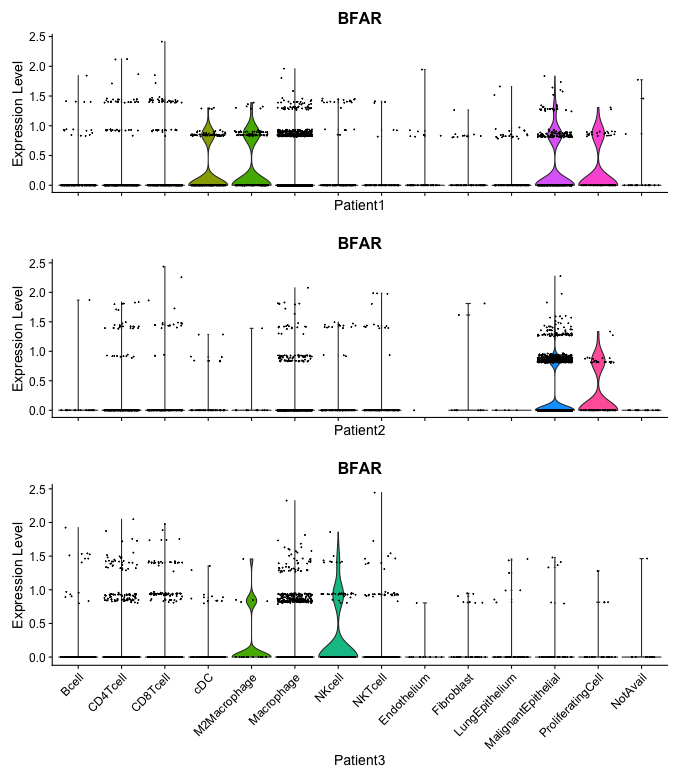 BFAR
Expression Level
2.5
2.0
1.5
1.0
0.5
0.0
Patient1
BFAR
Expression Level
2.5
2.0
1.5
1.0
0.5
0.0
Patient2
BFAR
Expression Level
2.5
2.0
1.5
1.0
0.5
0.0
Bcell
CD4Tcell
CD8Tcell
cDC
M2Macrophage
Macrophage
NKcell
NKTcell
Endothelium
Fibroblast
LungEpithelium
MalignantEpithelial
ProliferatingCell
NotAvail
Patient3